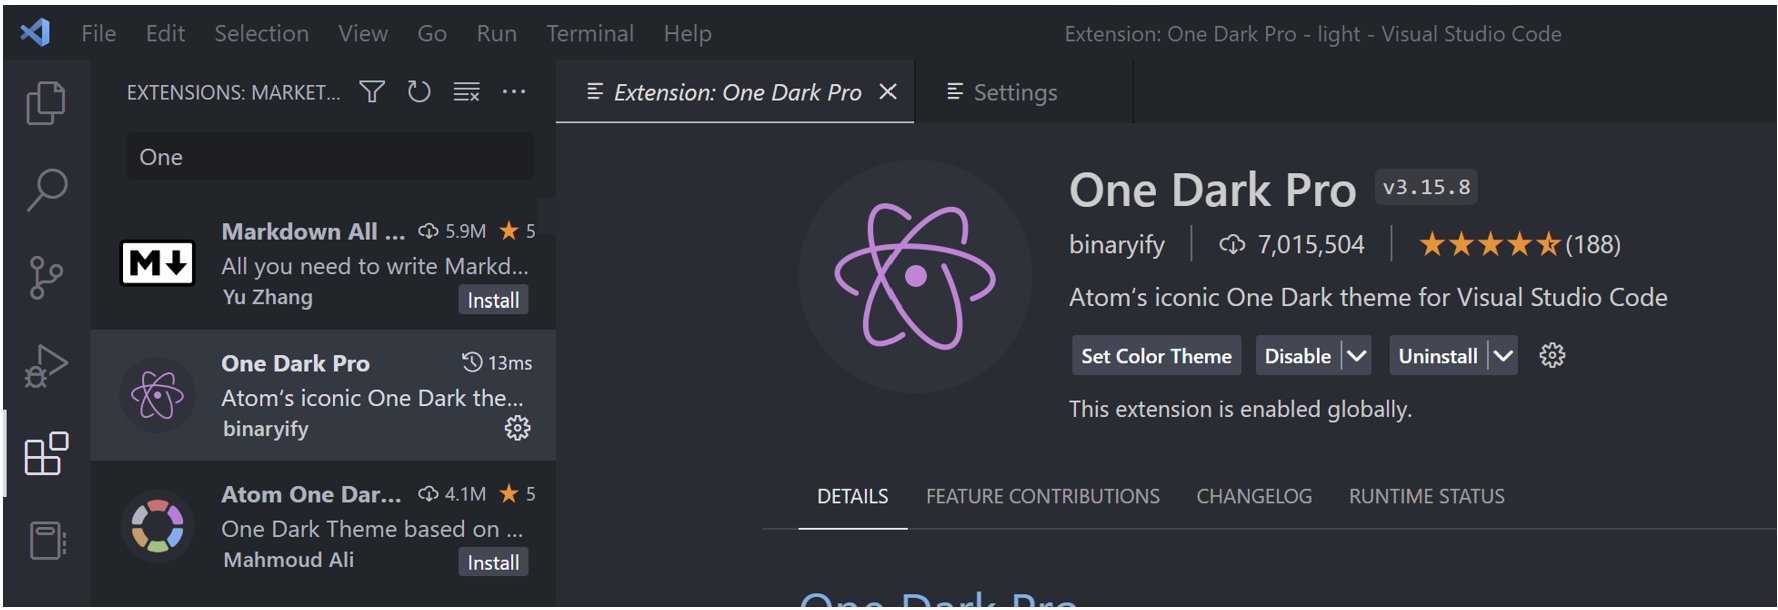 File Edit Selection View Go Run Terminal Help
Extension: One Dark Pro - light - Visual Studio Code
EXTENSIONS: MARKET...
One
Markdown All ... 5.9M 5
All you need to write Markd...
Yu Zhang
Install
One Dark Pro 13ms
Atom's iconic One Dark the...
binaryify
Atom One Dar... 4.1M 5
One Dark Theme based on ...
Mahmoud Ali
Install
Extension: One Dark Pro
Settings
One Dark Pro v3.15.8
binaryify 7,015,504 (188)
Atom's iconic One Dark theme for Visual Studio Code
Set Color Theme Disable Uninstall
This extension is enabled globally.
DETAILS FEATURE CONTRIBUTIONS CHANGELOG RUNTIME STATUS
One Dark Pro